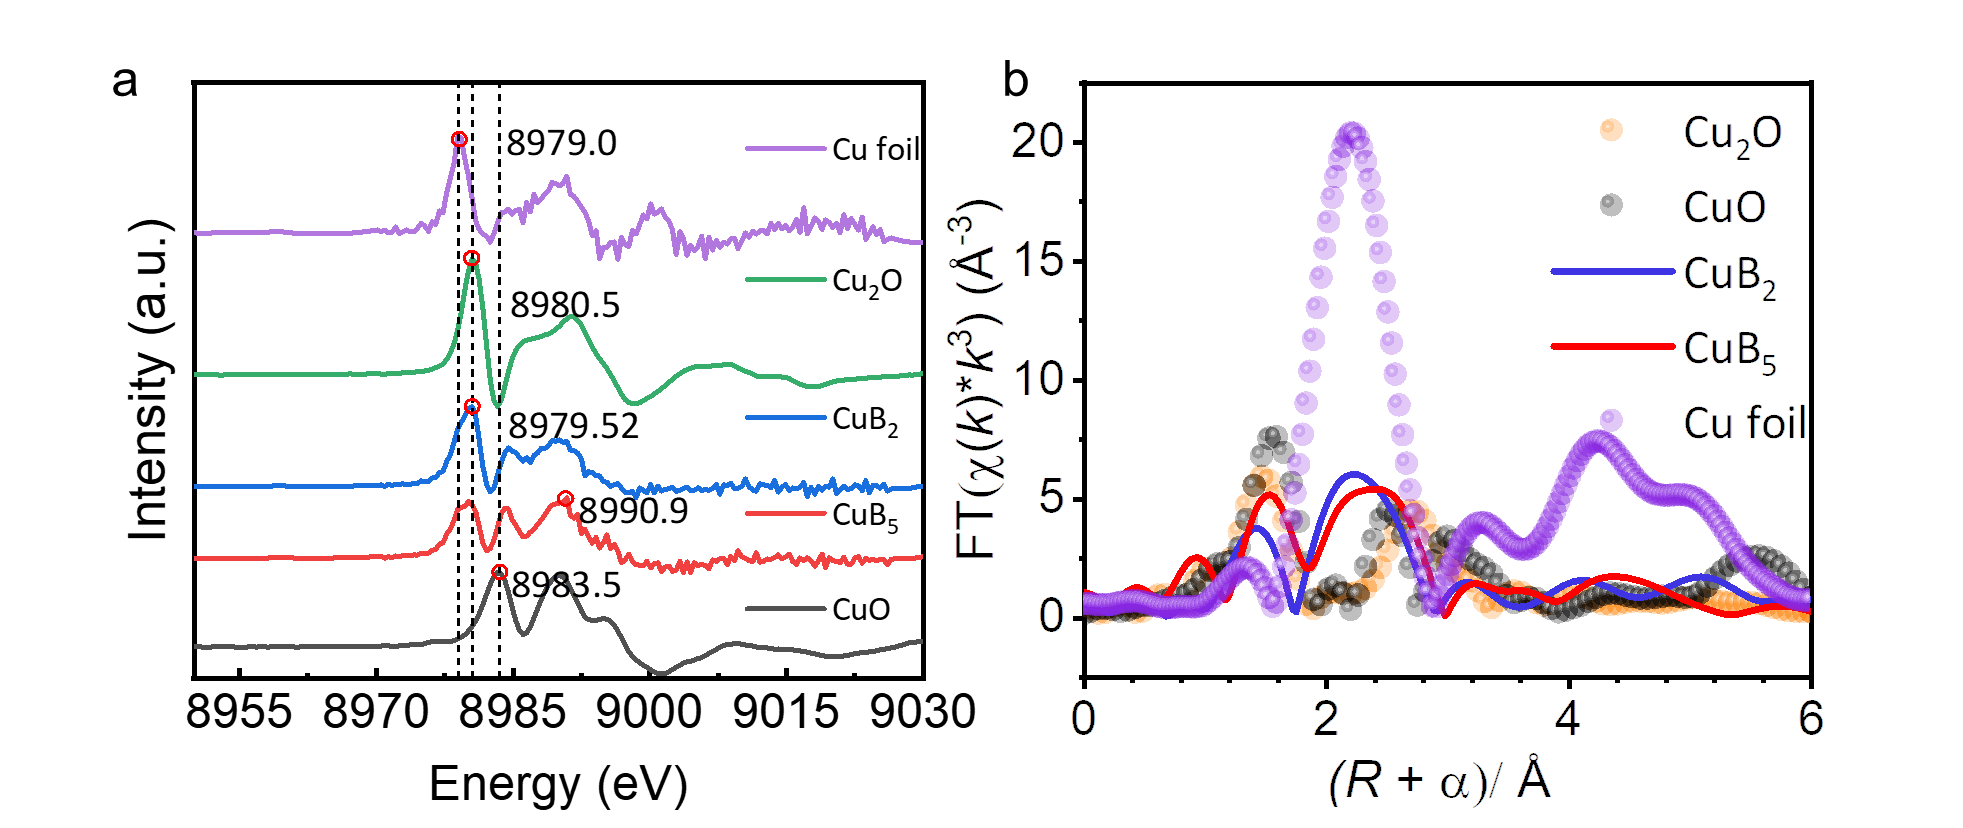 a
Intensity (a.u.)
8979.0
Cu foil
8980.5
Cu₂O
8979.52
CuB₂
8990.9
CuB₅
8983.5
CuO
8955 8970 8985 9000 9015 9030
Energy (eV)
b
FT(χ(k)*k³) (Å⁻³)
20
15
10
5
0
Cu₂O
CuO
CuB₂
CuB₅
Cu foil
0 2 4 6
(R + α)/ Å